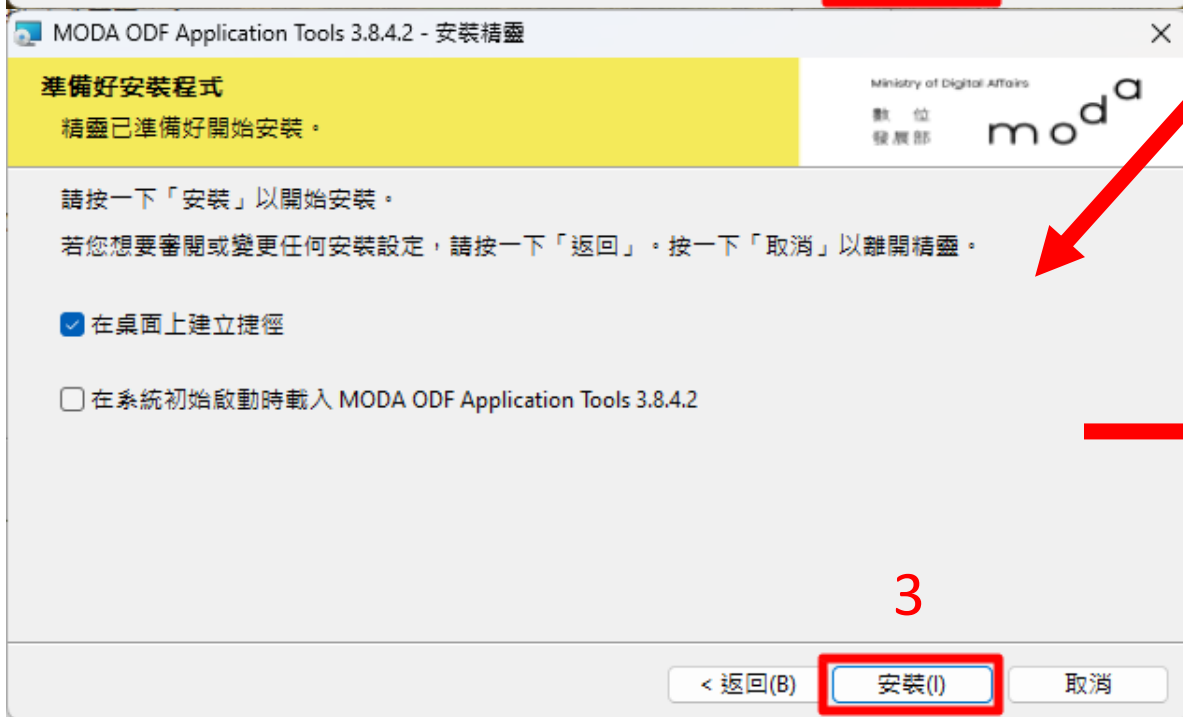 MODA ODF Application Tools 3.8.4.2 - 安裝精靈
準備好安裝程式
精靈已準備好開始安裝。
Ministry of Digital Affairs
數位
發展部
moda
請按一下「安裝」以開始安裝。
若您想要審閱或變更任何安裝設定，請按一下「返回」。按一下「取消」以離開精靈。
在桌面上建立捷徑
在系統初始啟動時載入 MODA ODF Application Tools 3.8.4.2
3
< 返回(B) 安裝(I) 取消